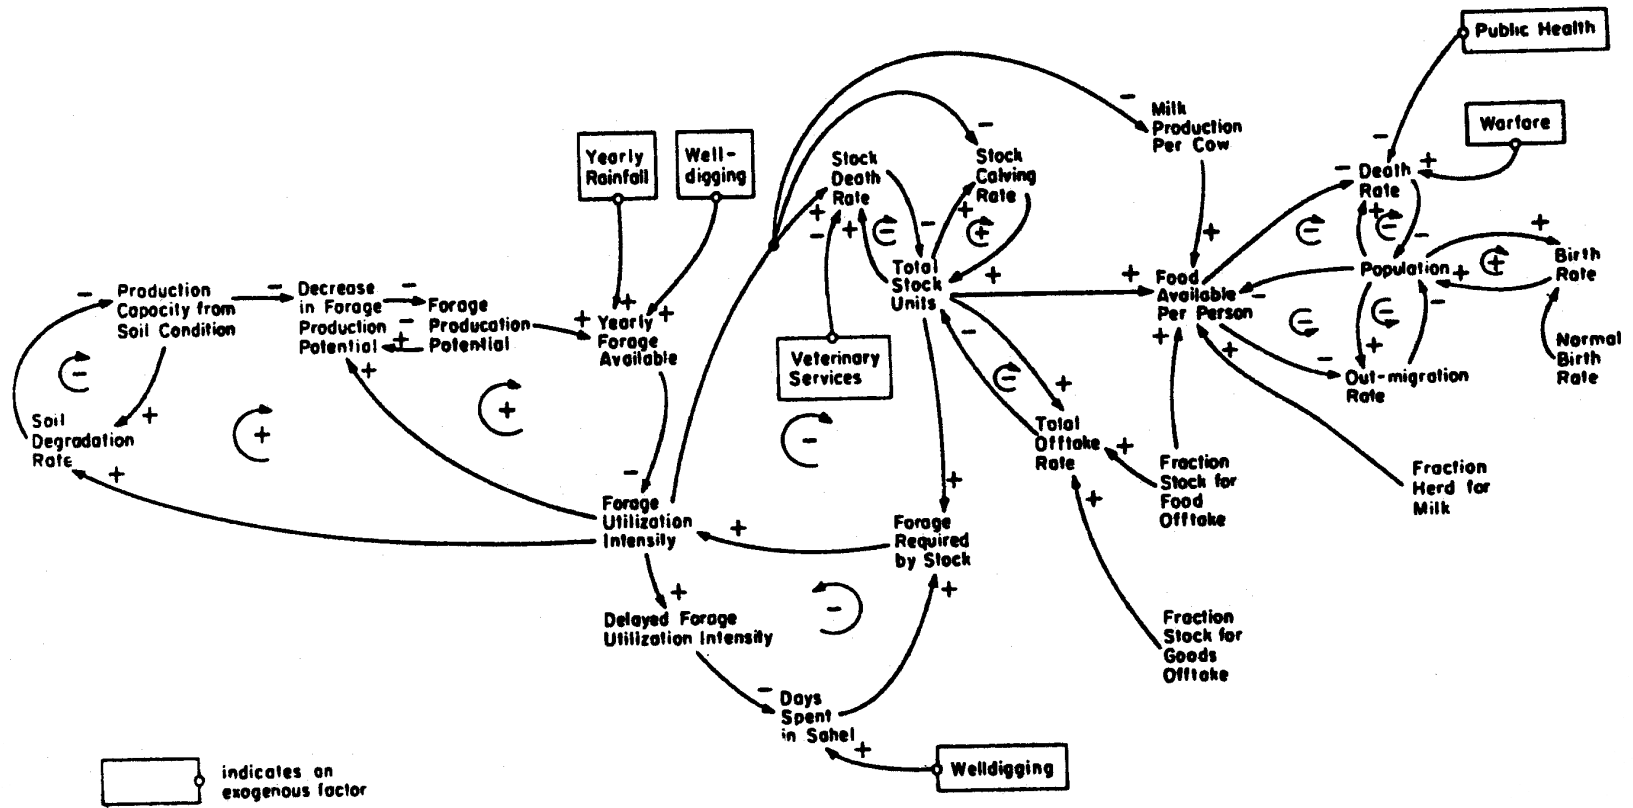 Public Health
Warfare
Milk
Production
Per Cow
Yearly
Rainfall
Well-
digging
Stock
Death
Rate
Stock
Calving
Rate
Death
Rate
Total
Stock
Units
Food
Available
Per Person
Population
Birth
Rate
Production
Capacity from
Soil Condition
Decrease
in Forage
Production
Potential
Forage
Producation
Potential
Yearly
Forage
Available
Veterinary
Services
Normal
Birth
Rate
Out-migration
Rate
Soil
Degradation
Rate
Total
Offtake
Rate
Fraction
Stock for
Food
Offtake
Fraction
Herd for
Milk
Forage
Utilization
Intensity
Forage
Required
by Stock
Delayed Forage
Utilization Intensity
Fraction
Stock for
Goods
Offtake
Days
Spent
in Sahel
Welldigging
indicates an
exogenous factor